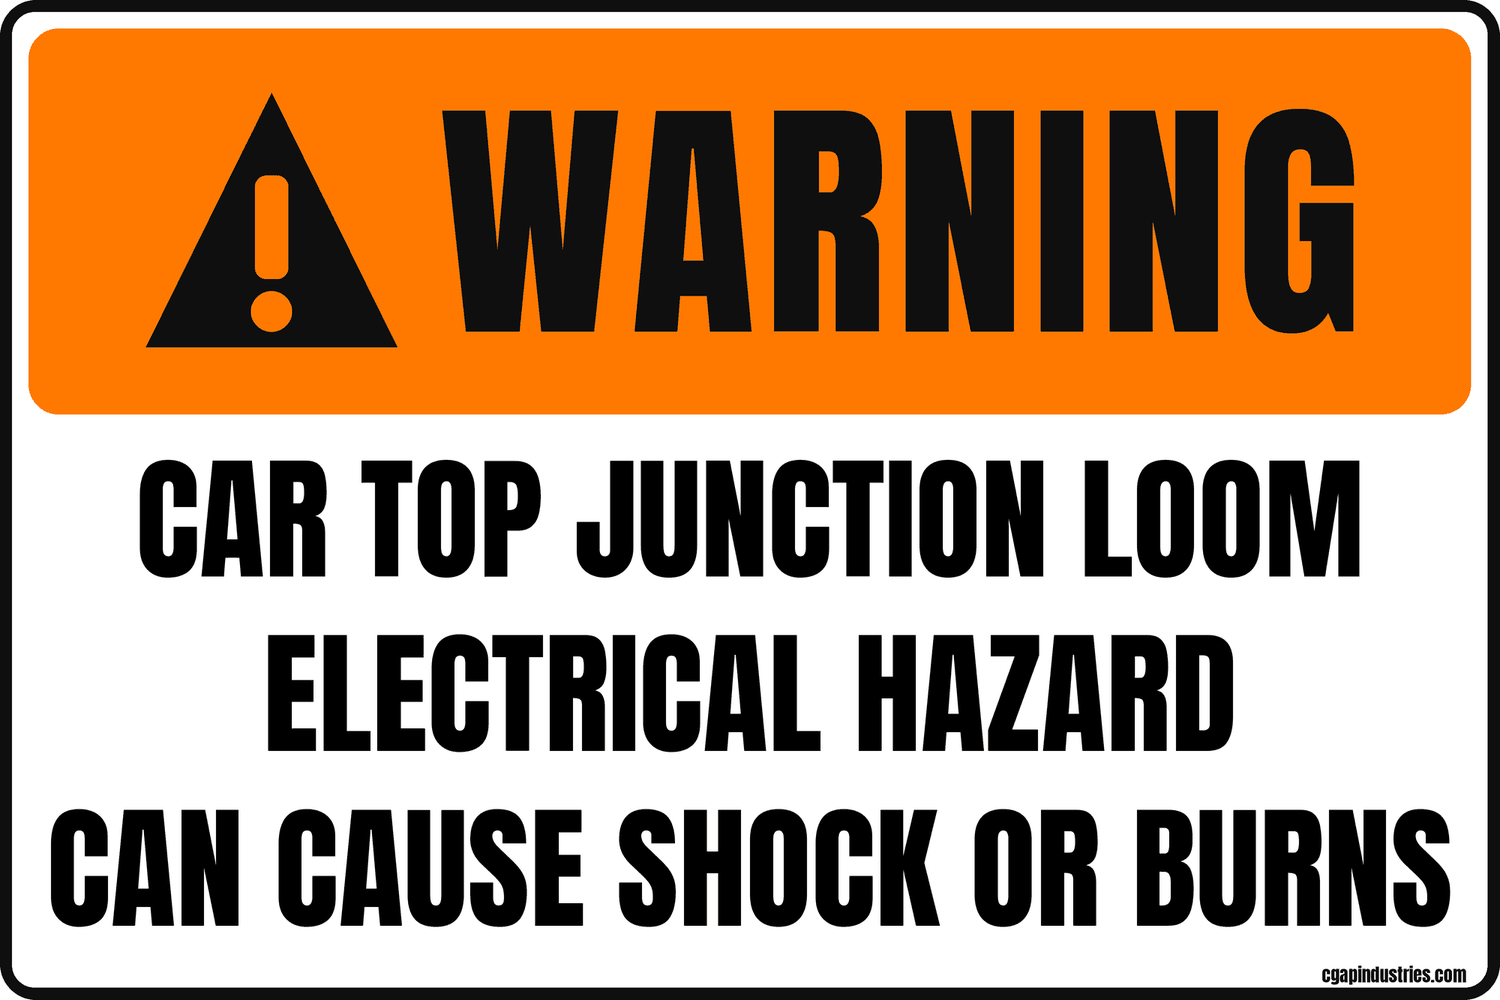 WARNING
CAR TOP JUNCTION LOOM
ELECTRICAL HAZARD
CAN CAUSE SHOCK OR BURNS
cgapindustries.com